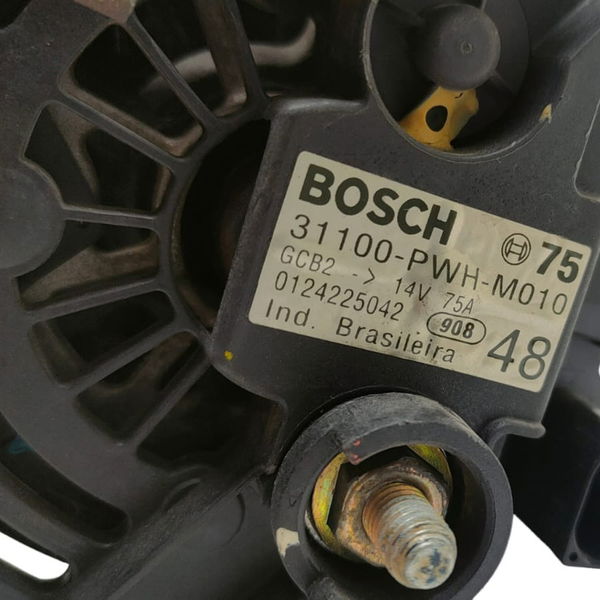 BOSCH 75
31100-PWH-M010
GCB2 -> 14V 75A
0124225042 908
Ind. Brasileira 48